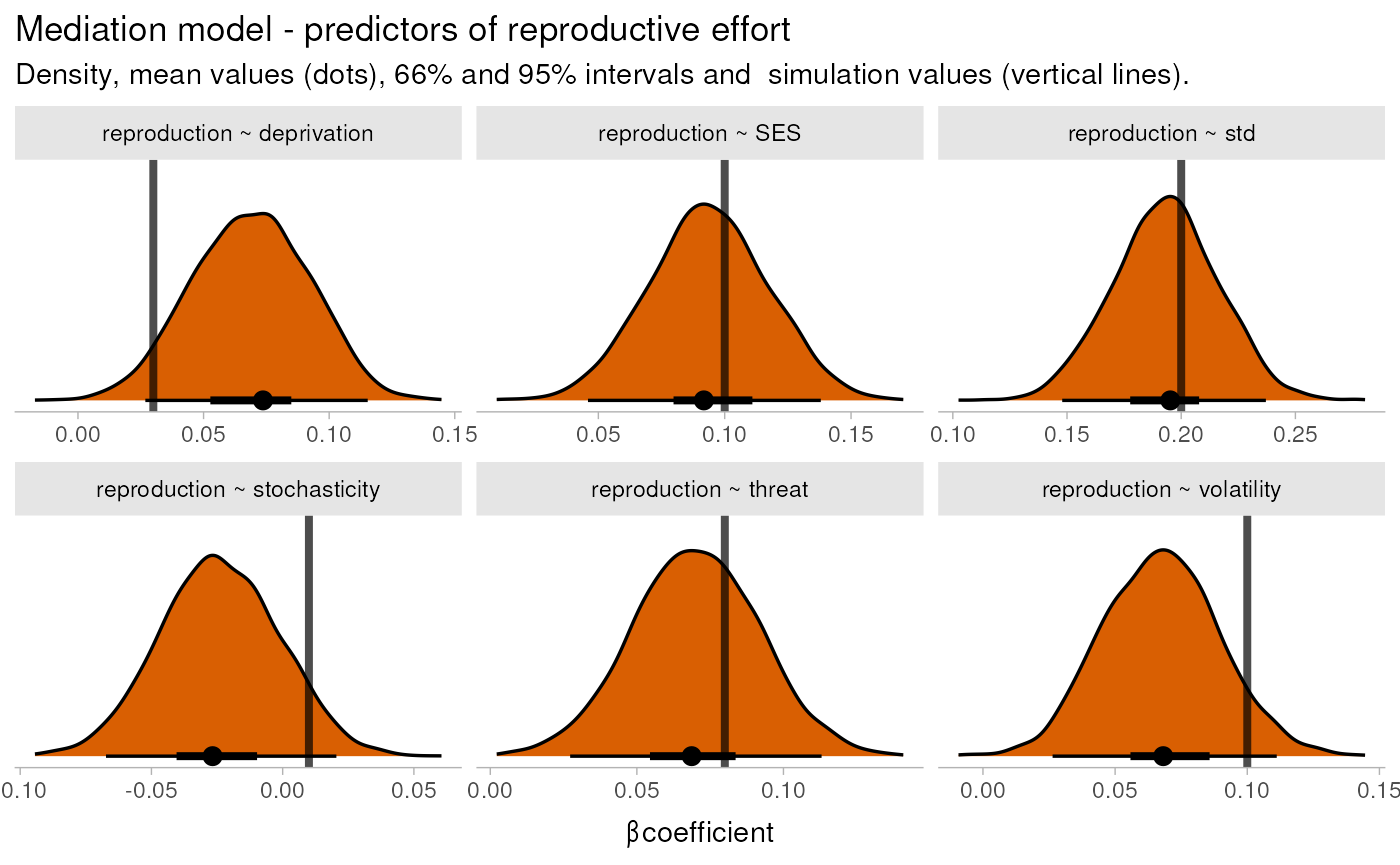 Mediation model - predictors of reproductive effort
Density, mean values (dots), 66% and 95% intervals and  simulation values (vertical lines).
reproduction ~ deprivation
reproduction ~ SES
reproduction ~ std
0.00 0.05 0.10 0.15
0.05 0.10 0.15
0.10 0.15 0.20 0.25
reproduction ~ stochasticity
reproduction ~ threat
reproduction ~ volatility
0.10 -0.05 0.00 0.05
0.00 0.05 0.10
0.00 0.05 0.10 0.15
βcoefficient